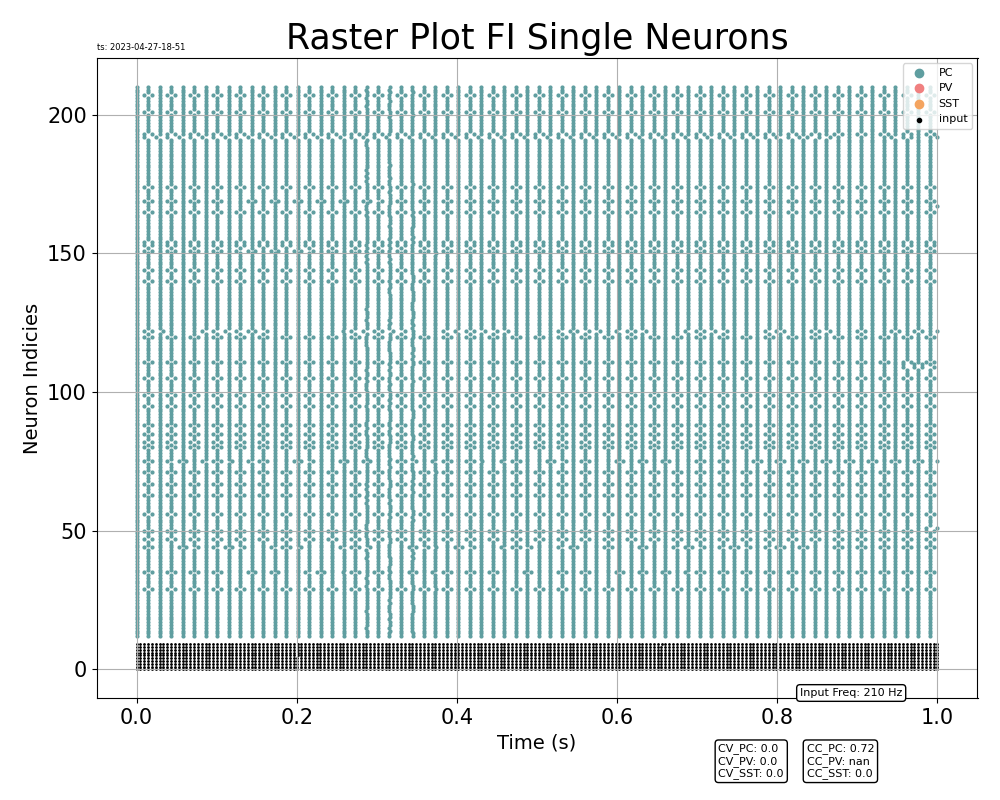 Raster Plot FI Single Neurons
ts: 2023-04-27-18-51
PC
PV
SST
input
200
150
100
50
0
Neuron Indicies
0.0 0.2 0.4 0.6 0.8 1.0
Time (s)
Input Freq: 210 Hz
CV_PC: 0.0
CV_PV: 0.0
CV_SST: 0.0
CC_PC: 0.72
CC_PV: nan
CC_SST: 0.0